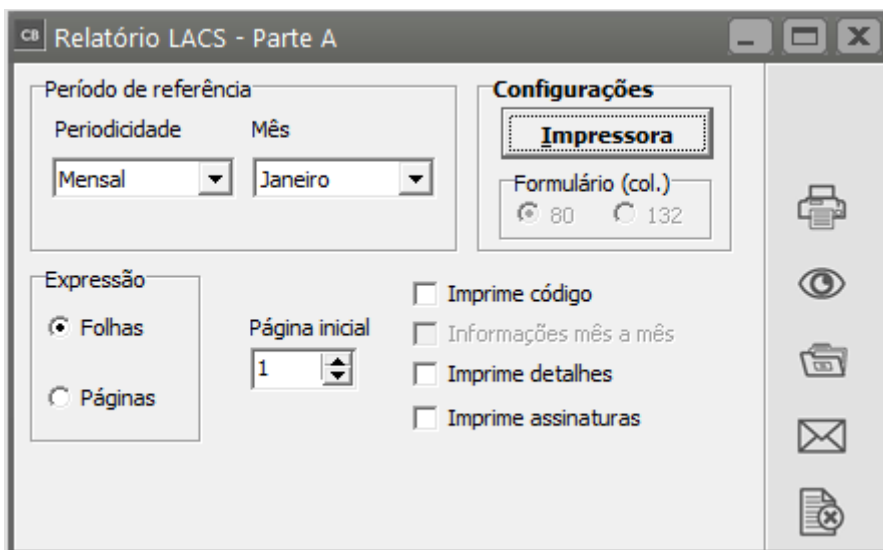 CB Relatório LACS - Parte A
Período de referência
Periodicidade Mês
Mensal Janeiro
Configurações
Impressora
Formulário (col.)
80 132
Expressão
Folhas
Páginas
Página inicial
1
Imprime código
Informações mês a mês
Imprime detalhes
Imprime assinaturas